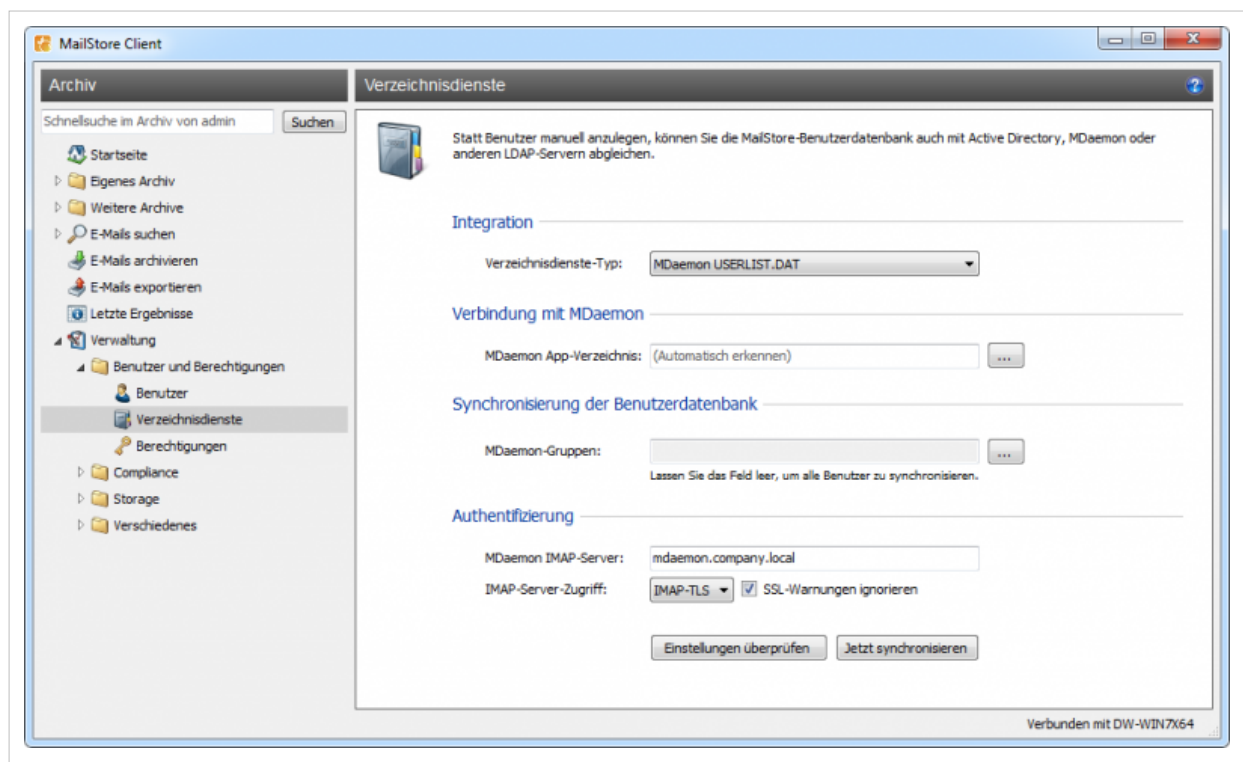 MailStore Client
Archiv
Schnellsuche im Archiv von admin
Suchen
Startseite
Eigenes Archiv
Weitere Archive
E-Mails suchen
E-Mails archivieren
E-Mails exportieren
Letzte Ergebnisse
Verwaltung
Benutzer und Berechtigungen
Benutzer
Verzeichnisdienste
Berechtigungen
Compliance
Storage
Verschiedenes
Verzeichnisdienste
Statt Benutzer manuell anzulegen, können Sie die MailStore-Benutzerdatenbank auch mit Active Directory, MDaemon oder
anderen LDAP-Servern abgleichen.
Integration
Verzeichnisdienste-Typ: MDaemon USERLIST.DAT
Verbindung mit MDaemon
MDaemon App-Verzeichnis: (Automatisch erkennen) ...
Synchronisierung der Benutzerdatenbank
MDaemon-Gruppen: ...
Lassen Sie das Feld leer, um alle Benutzer zu synchronisieren.
Authentifizierung
MDaemon IMAP-Server: mdaemon.company.local
IMAP-Server-Zugriff: IMAP-TLS SSL-Warnungen ignorieren
Einstellungen überprüfen Jetzt synchronisieren
Verbunden mit DW-WIN7X64